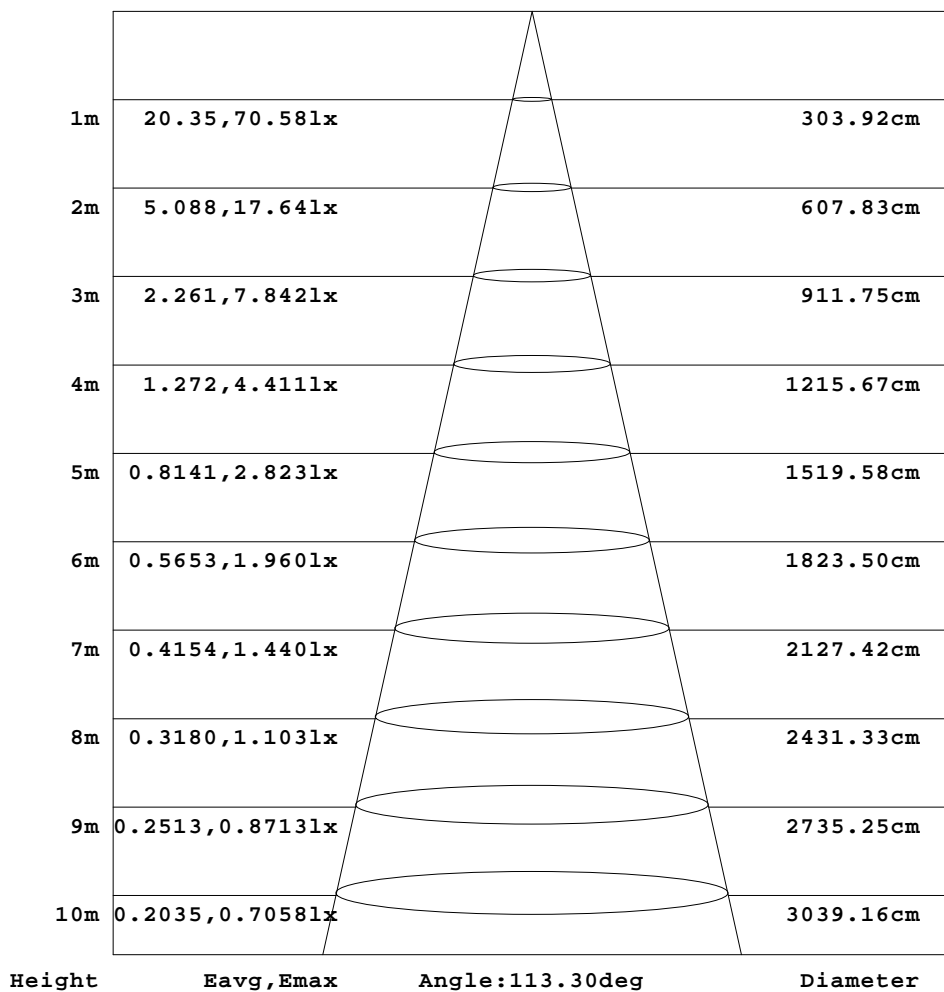 1m 20.35,70.58lx 303.92cm
2m 5.088,17.64lx 607.83cm
3m 2.261,7.842lx 911.75cm
4m 1.272,4.411lx 1215.67cm
5m 0.8141,2.823lx 1519.58cm
6m 0.5653,1.960lx 1823.50cm
7m 0.4154,1.440lx 2127.42cm
8m 0.3180,1.103lx 2431.33cm
9m 0.2513,0.8713lx 2735.25cm
10m 0.2035,0.7058lx 3039.16cm
Height Eavg,Emax Angle:113.30deg Diameter